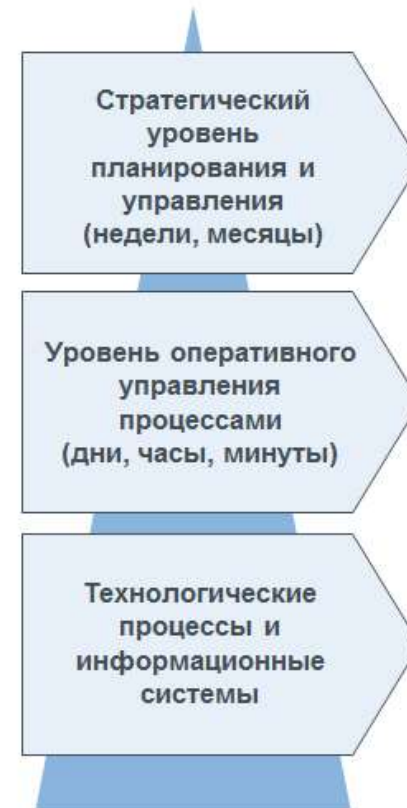 Стратегический
уровень
планирования и
управления
(недели, месяцы)
Уровень оперативного
управления
процессами
(дни, часы, минуты)
Технологические
процессы и
информационные
системы